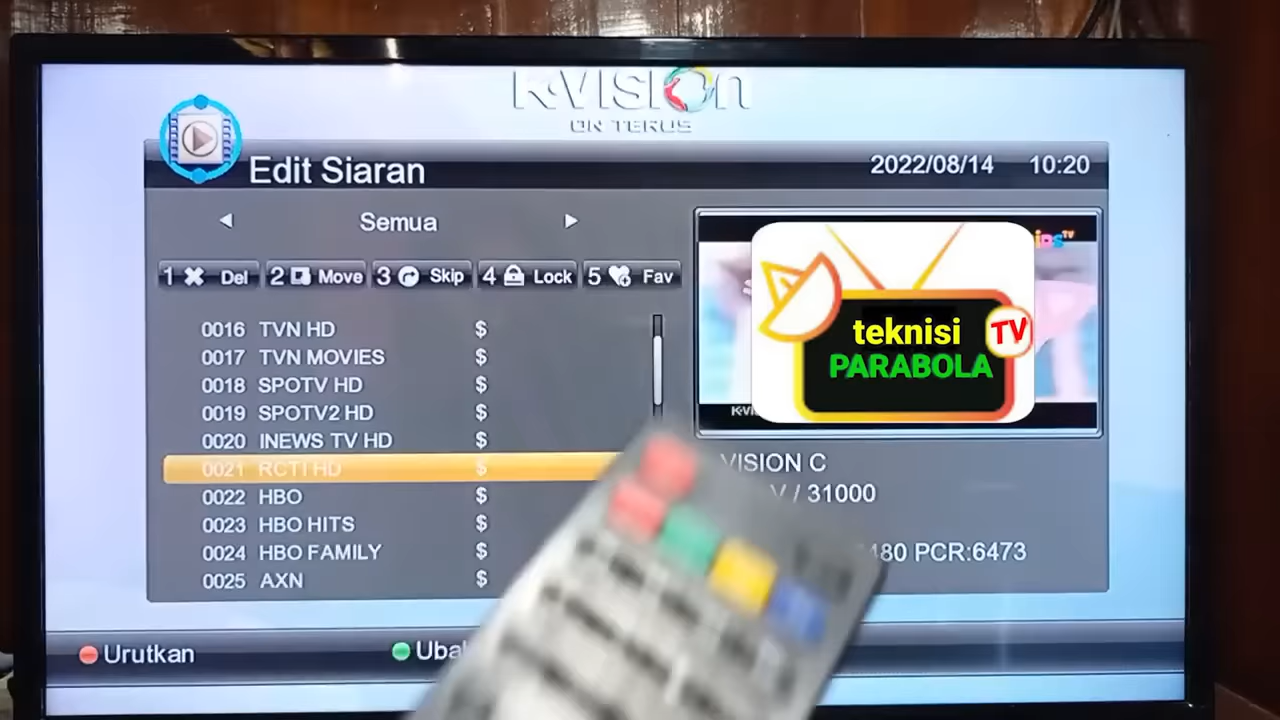 K-VISION
ON TERUS
Edit Siaran
2022/08/14 10:20
Semua
1 Del 2 Move 3 Skip 4 Lock 5 Fav
0016 TVN HD $
0017 TVN MOVIES $
0018 SPOTV HD $
0019 SPOTV2 HD $
0020 INEWS TV HD $
0021 RCTI HD $
0022 HBO $
0023 HBO HITS $
0024 HBO FAMILY $
0025 AXN $
teknisi TV
PARABOLA
VISION C
V / 31000
480 PCR:6473
Urutkan